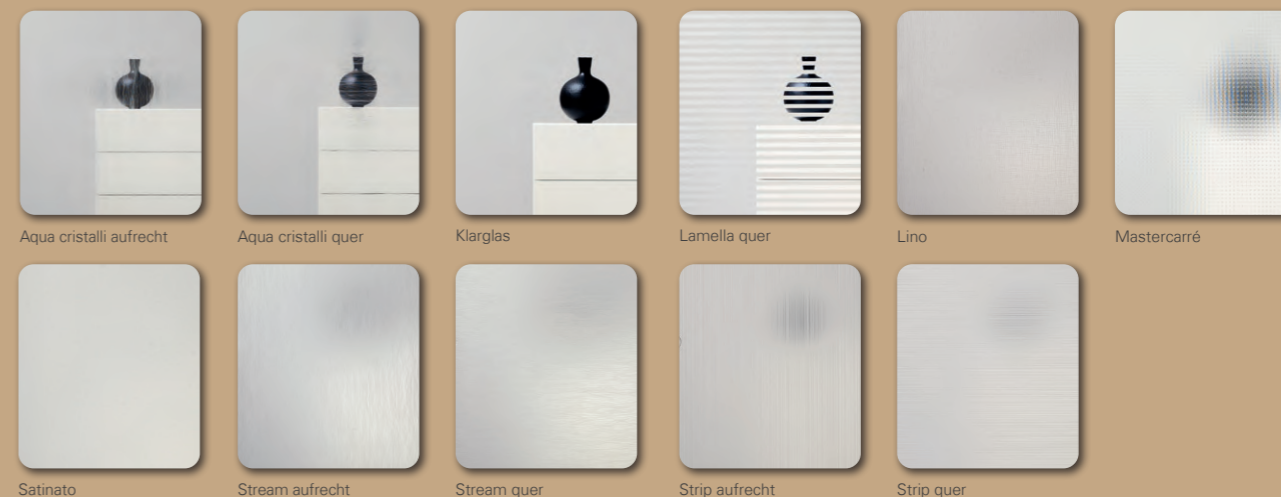 Aqua cristalli aufrecht
Aqua cristalli quer
Klarglas
Lamella quer
Lino
Mastercarré
Satinato
Stream aufrecht
Stream quer
Strip aufrecht
Strip quer